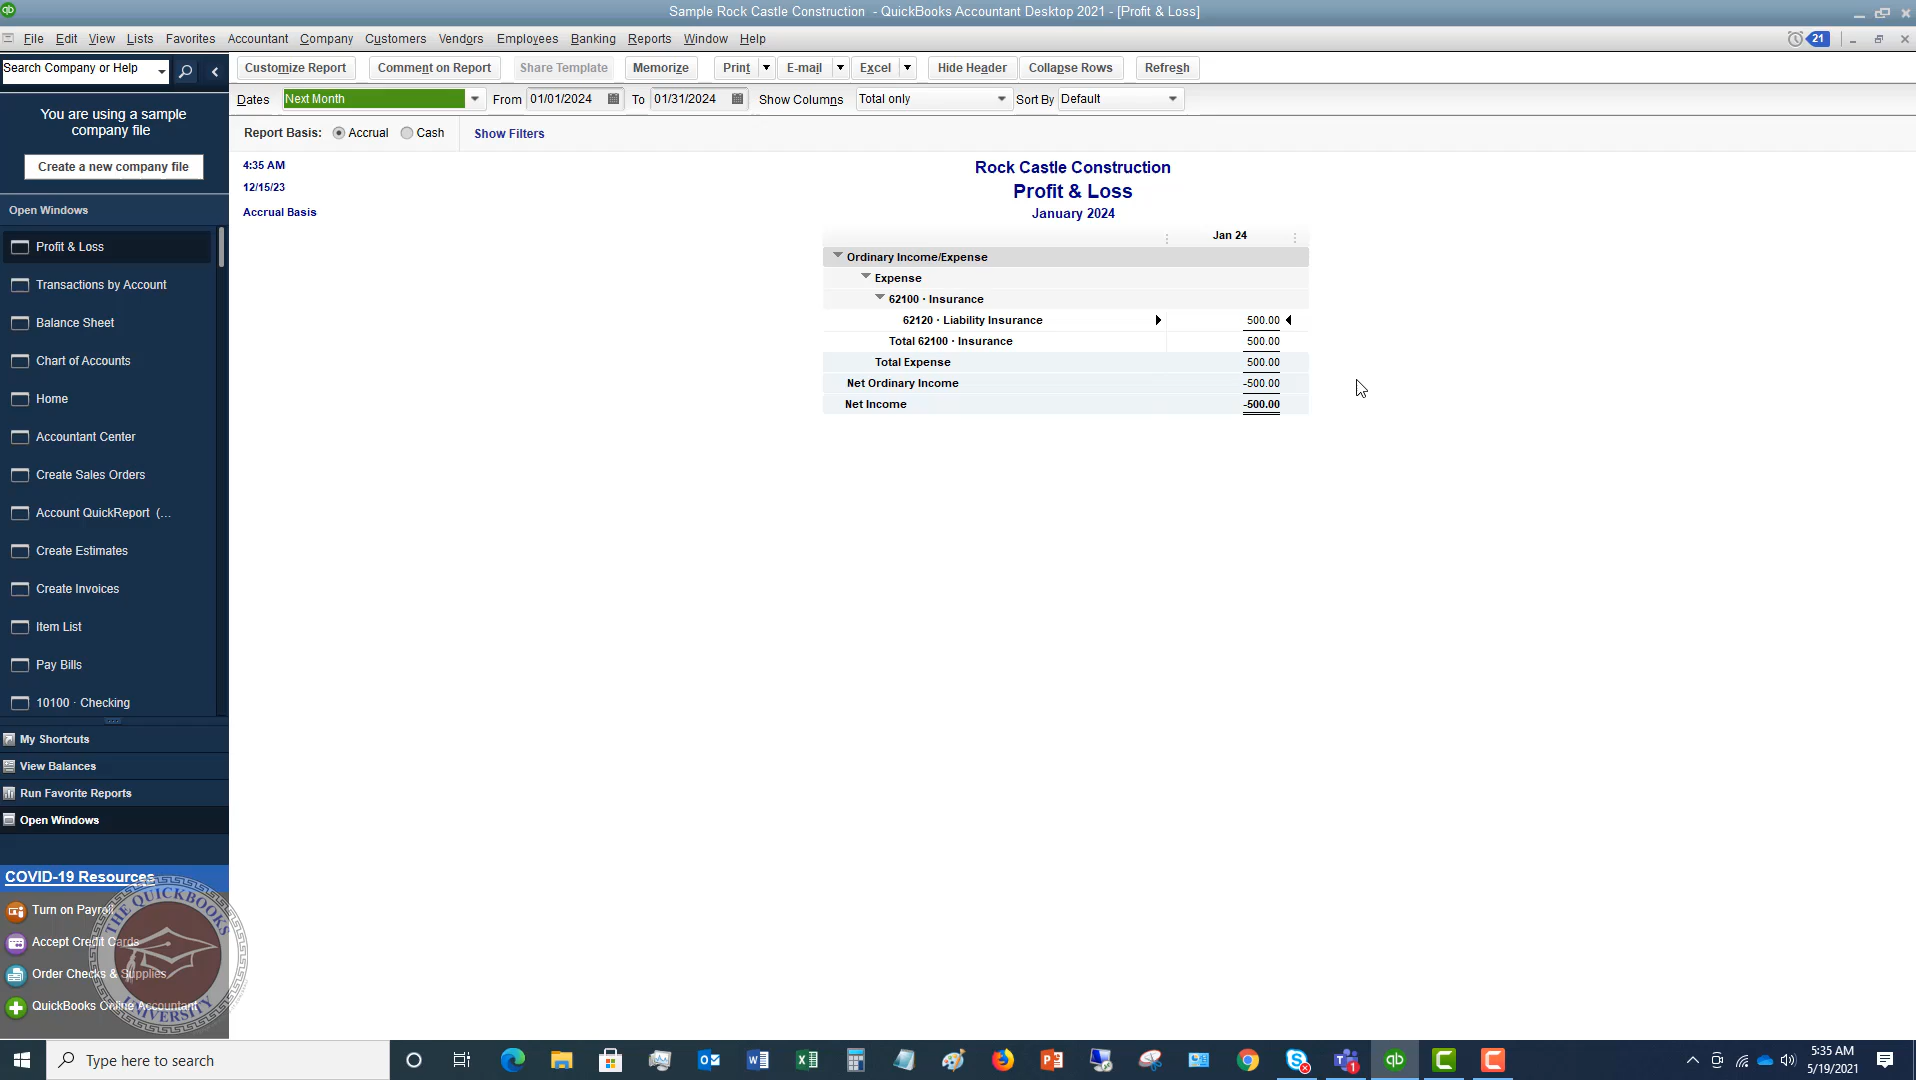 Sample Rock Castle Construction - QuickBooks Accountant Desktop 2021 - [Profit & Loss]
File Edit View Lists Favorites Accountant Company Customers Vendors Employees Banking Reports Window Help
21
Search Company or Help
Customize Report Comment on Report Share Template Memorize Print E-mail Excel Hide Header Collapse Rows Refresh
Dates Next Month From 01/01/2024 To 01/31/2024 Show Columns Total only Sort By Default
Report Basis: Accrual Cash Show Filters
You are using a sample
company file
Create a new company file
Open Windows
Profit & Loss
Transactions by Account
Balance Sheet
Chart of Accounts
Home
Accountant Center
Create Sales Orders
Account QuickReport (...
Create Estimates
Create Invoices
Item List
Pay Bills
10100 · Checking
My Shortcuts
View Balances
Run Favorite Reports
Open Windows
COVID-19 Resources
Turn on Payroll
Accept Credit Cards
Order Checks & Supplies
QuickBooks Online Accountant
THE QUICKBOOKS
UNIVERSITY
4:35 AM
12/15/23
Accrual Basis
Rock Castle Construction
Profit & Loss
January 2024
Jan 24
Ordinary Income/Expense
Expense
62100 · Insurance
62120 · Liability Insurance 500.00
Total 62100 · Insurance 500.00
Total Expense 500.00
Net Ordinary Income -500.00
Net Income -500.00
Type here to search
1
5:35 AM
5/19/2021